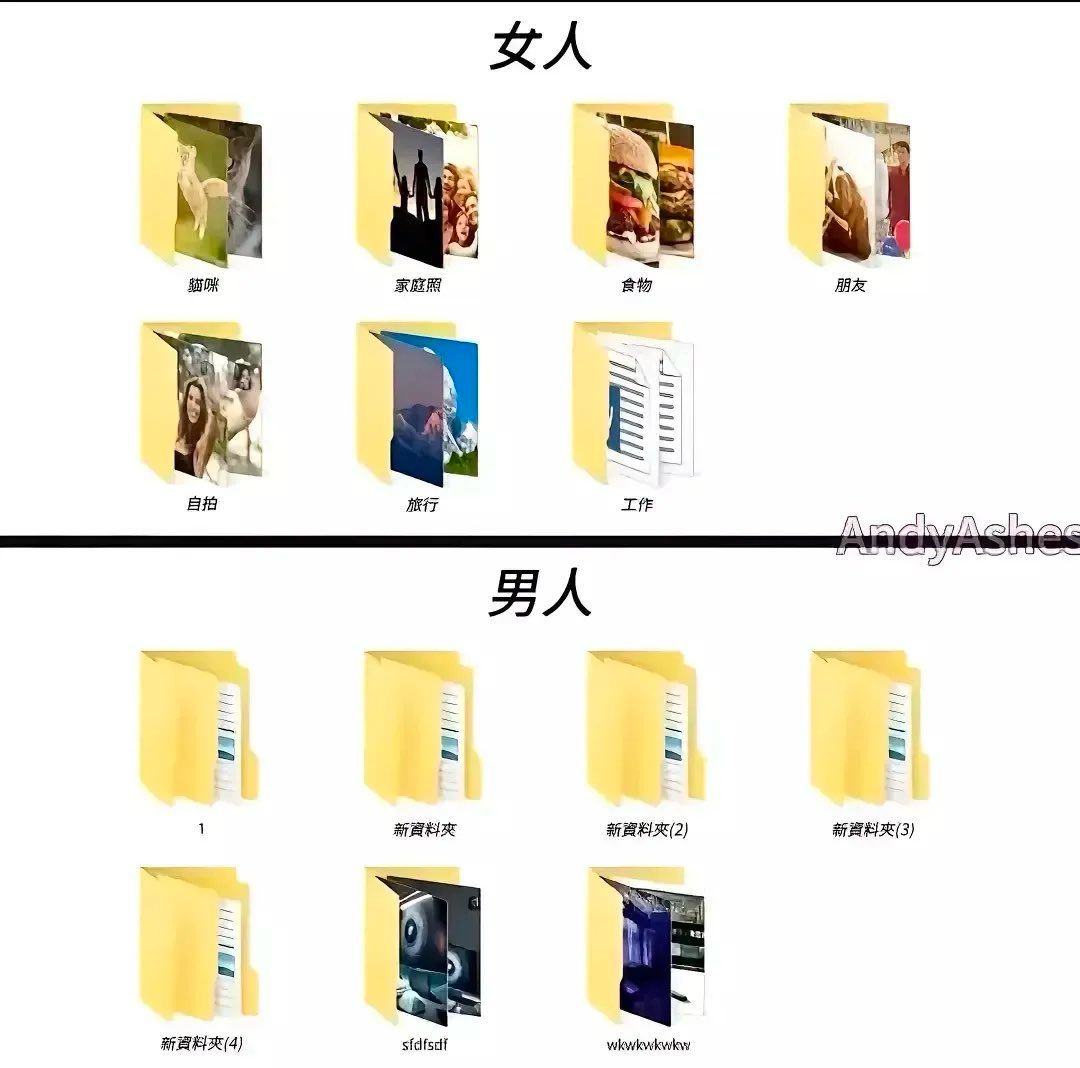 女人
貓咪
家庭照
食物
朋友
自拍
旅行
工作
AndyAshes
男人
1
新資料夾
新資料夾(2)
新資料夾(3)
新資料夾(4)
sfdfsdf
wkwkwkwkw